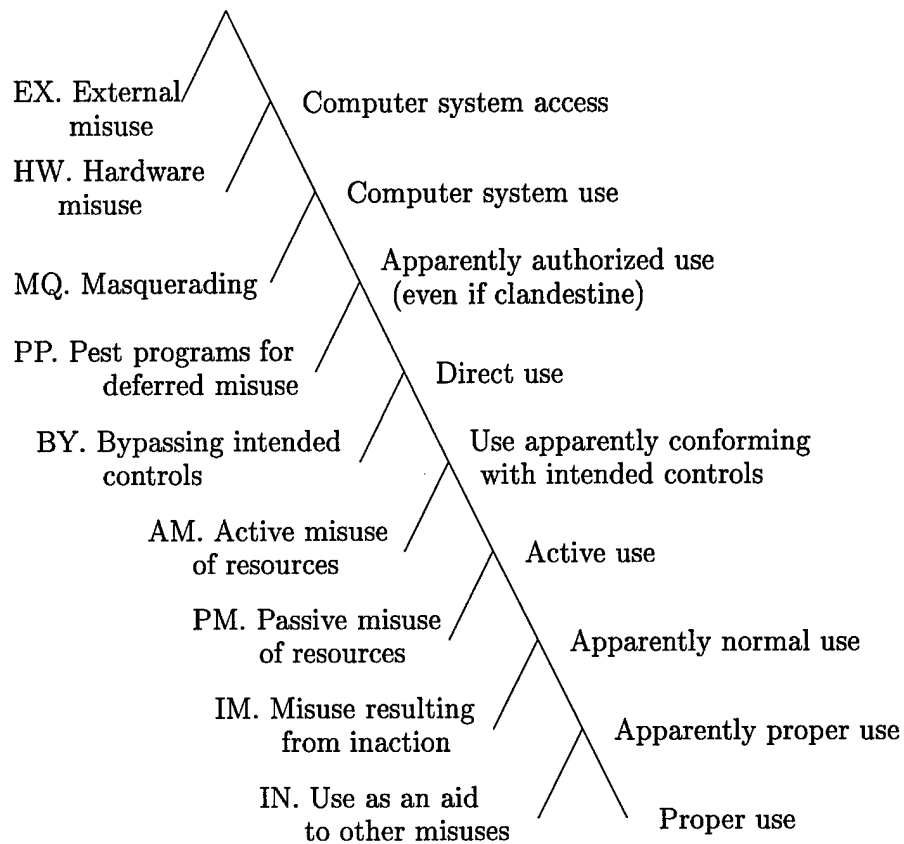 EX. External
misuse
Computer system access
HW. Hardware
misuse
Computer system use
MQ. Masquerading
Apparently authorized use
(even if clandestine)
PP. Pest programs for
deferred misuse
Direct use
BY. Bypassing intended
controls
Use apparently conforming
with intended controls
AM. Active misuse
of resources
Active use
PM. Passive misuse
of resources
Apparently normal use
IM. Misuse resulting
from inaction
Apparently proper use
IN. Use as an aid
to other misuses
Proper use